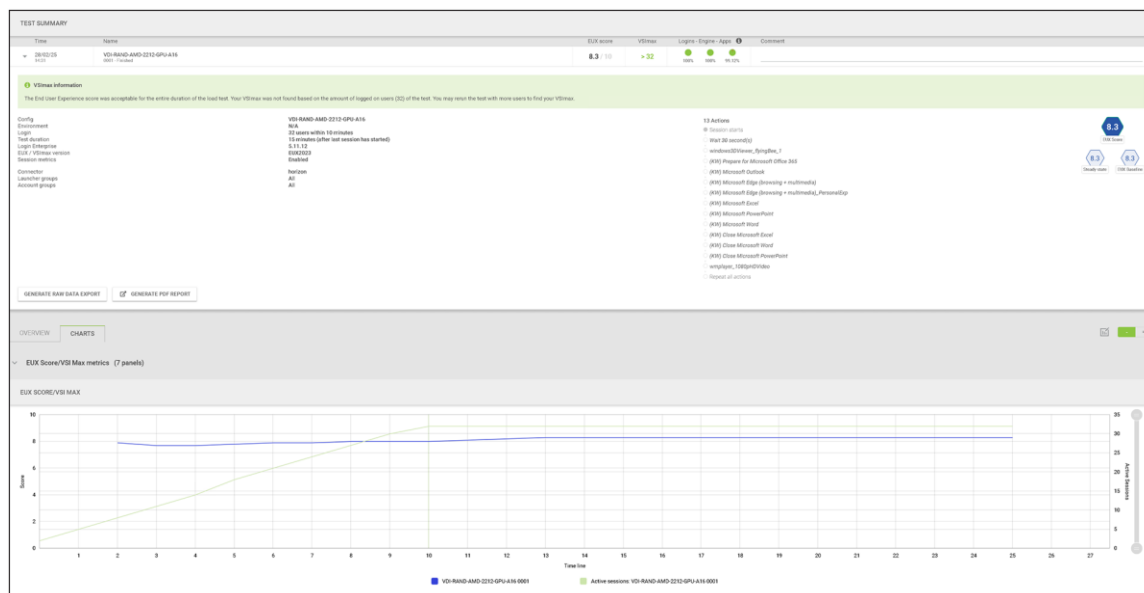 TEST SUMMARY
Time Name EUX score VSImax Logins - Engine - Apps Comment
VDI-RAND-AMD-2212-GPU-A16 8.3 / 10 > 32
0001 - Finished 100% 100% 99.12%
VSImax information
The End User Experience score was acceptable for the entire duration of the load test. Your VSImax was not found based on the amount of logged on users (32) of the test. You may rerun the test with more users to find your VSImax.
Config VDI-RAND-AMD-2212-GPU-A16
Environment N/A
Login users within 10 minutes
Test duration 15 minutes (after last session has started)
Login Enterprise 5.11.12
EUX / VSImax version EUX2023
Session metrics Enabled
Connector horizon
Launcher groups All
Account groups All
13 Actions
Session starts
Wait 30 second(s)
windows3DViewer_flyingBee_1
(KW) Prepare for Microsoft Office 365
(KW) Microsoft Outlook
(KW) Microsoft Edge (browsing + multimedia)
(KW) Microsoft Edge (browsing + multimedia)_PersonalExp
(KW) Microsoft Excel
(KW) Microsoft PowerPoint
(KW) Microsoft Word
(KW) Close Microsoft Excel
(KW) Close Microsoft Word
(KW) Close Microsoft PowerPoint
wmplayer_1080pHDVideo
Repeat all actions
8.3
EUX Score
8.3 8.3
Steady state EUX Baseline
GENERATE RAW DATA EXPORT GENERATE PDF REPORT
OVERVIEW CHARTS
EUX Score/VSI Max metrics (7 panels)
EUX SCORE/VSI MAX
10 35
30
8
25
6 20
15
4
10
2
5
0 0
Score
Active Sessions
1 2 3 4 5 6 7 8 9 10 11 12 13 14 15 16 17 18 19 20 21 22 23 24 25 26 27
Time line
VDI-RAND-AMD-2212-GPU-A16 0001 Active sessions: VDI-RAND-AMD-2212-GPU-A16 0001